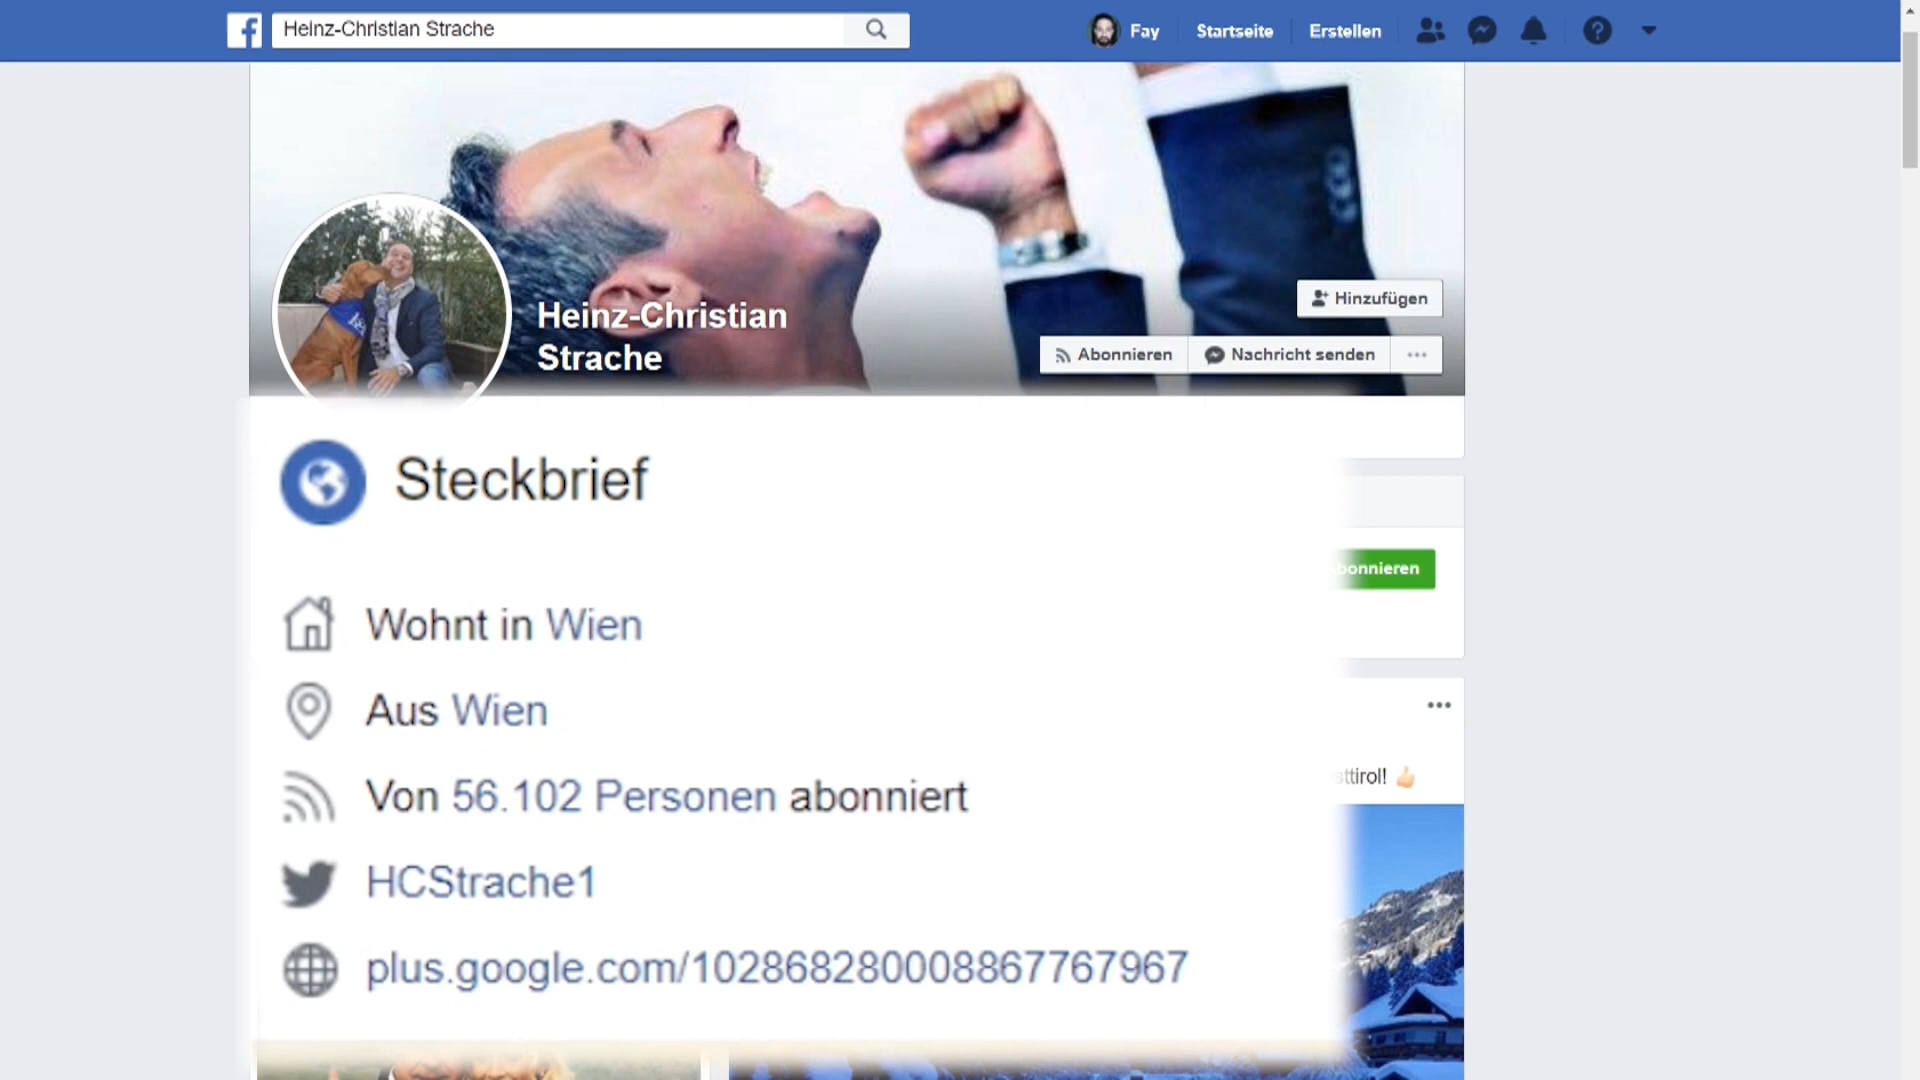 Heinz-Christian Strache
Fay
Startseite
Erstellen
Heinz-Christian
Strache
Hinzufügen
Abonnieren
Nachricht senden
Steckbrief
Wohnt in Wien
Aus Wien
Von 56.102 Personen abonniert
HCStrache1
plus.google.com/102868280008867767967
bonnieren
sttirol!